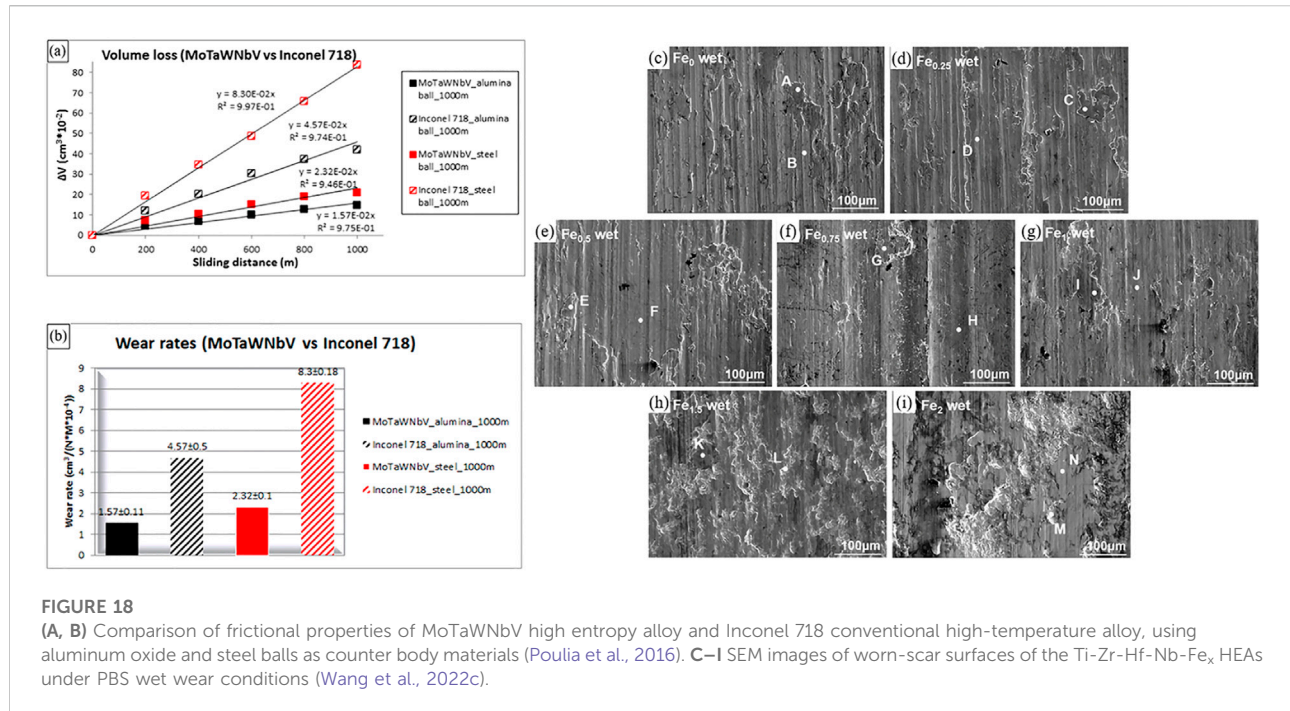 (a)
Volume loss (MoTaWNbV vs Inconel 718)
ΔV (cm³*10⁻²)
80
70
60
50
40
30
20
10
0
y = 8.30E-02x
R² = 9.97E-01
y = 4.57E-02x
R² = 9.74E-01
y = 2.32E-02x
R² = 9.46E-01
y = 1.57E-02x
R² = 9.75E-01
0 200 400 600 800 1000
Sliding distance (m)
MoTaWNbV_alumina
ball_1000m
Inconel 718_alumina
ball_1000m
MoTaWNbV_steel
ball_1000m
Inconel 718_steel
ball_1000m
(b)
Wear rates (MoTaWNbV vs Inconel 718)
Wear rate (cm³/(N*M*10⁻⁴))
9
8
7
6
5
4
3
2
1
0
1.57±0.11
4.57±0.5
2.32±0.1
8.3±0.18
MoTaWNbV_alumina_1000m
Inconel 718_alumina_1000m
MoTaWNbV_steel_1000m
Inconel 718_steel_1000m
(c) Fe₀ wet
A
B
100μm
(d) Fe₀.₂₅ wet
C
D
100μm
(e) Fe₀.₅ wet
E
F
100μm
(f) Fe₀.₇₅ wet
G
H
100μm
(g) Fe₁ wet
I
J
100μm
(h) Fe₁.₅ wet
K
L
100μm
(i) Fe₂ wet
N
M
100μm
FIGURE 18
(A, B) Comparison of frictional properties of MoTaWNbV high entropy alloy and Inconel 718 conventional high-temperature alloy, using
aluminum oxide and steel balls as counter body materials (Poulia et al., 2016). C–I SEM images of worn-scar surfaces of the Ti-Zr-Hf-Nb-Feₓ HEAs
under PBS wet wear conditions (Wang et al., 2022c).